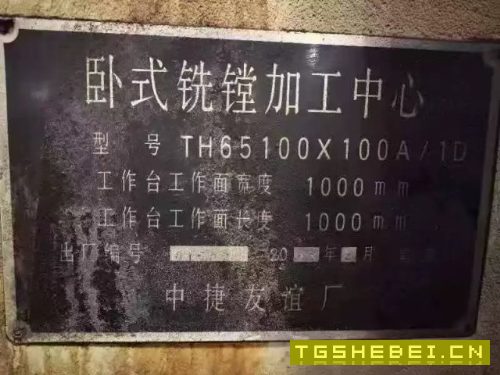 卧式铣镗加工中心
型号 TH65100X100A/1D
工作台工作面宽度 1000mm
工作台工作面长度 1000mm
出厂编号 20 年 月
中捷友谊厂
TGSHEBEI.CN